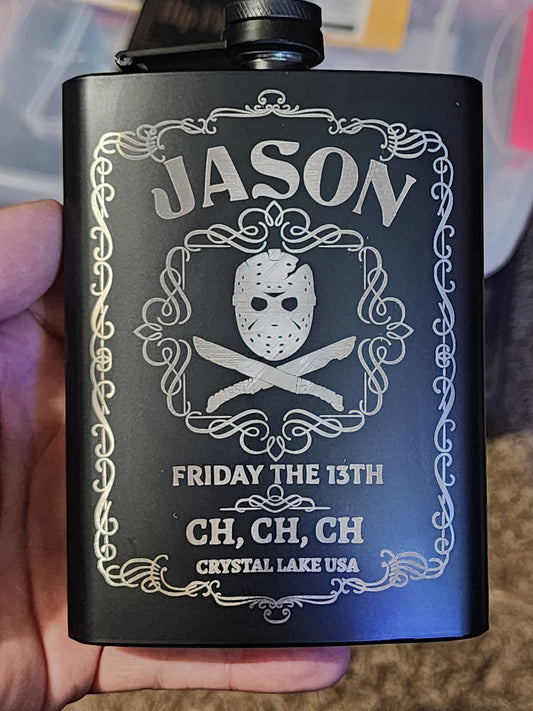 JASON
FRIDAY THE 13TH
CH, CH, CH
CRYSTAL LAKE USA